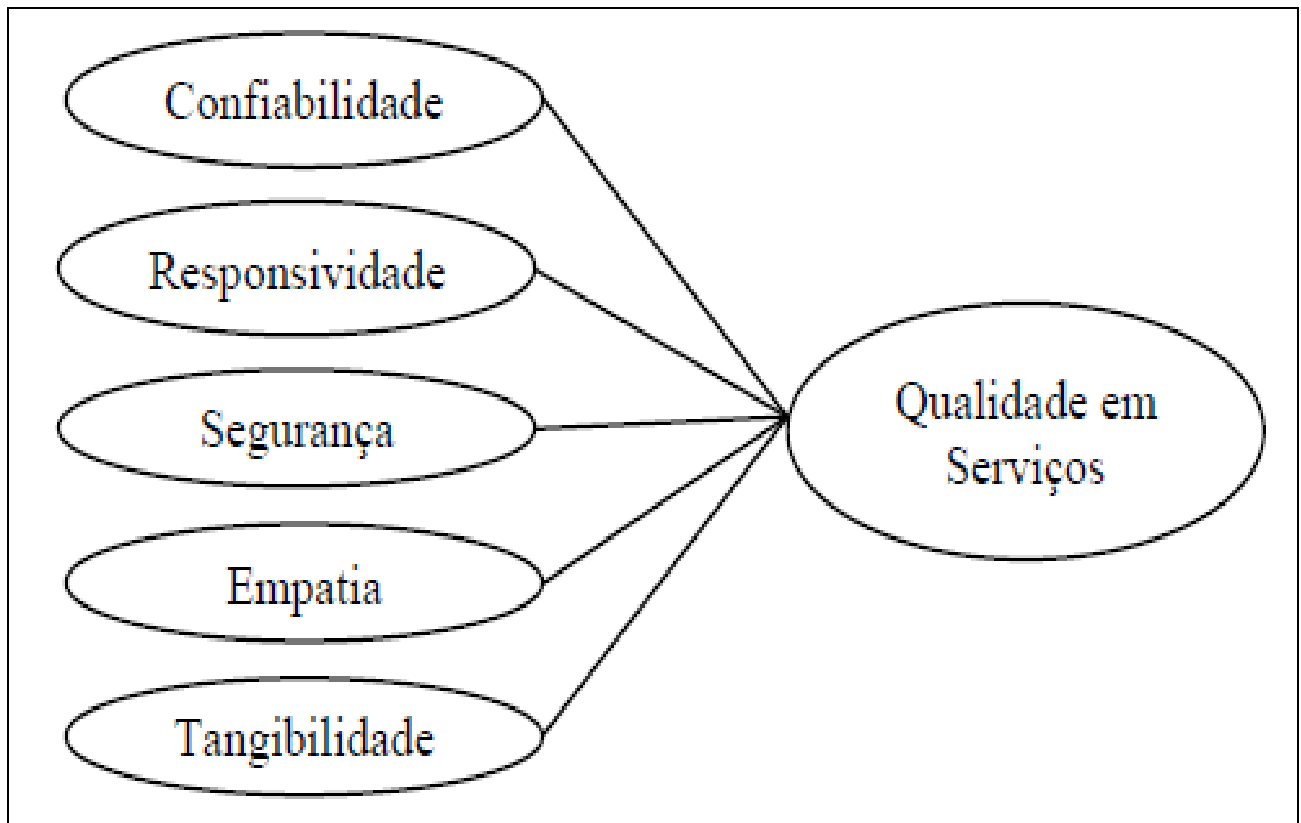 Confiabilidade
Responsividade
Segurança
Empatia
Tangibilidade
Qualidade em
Serviços